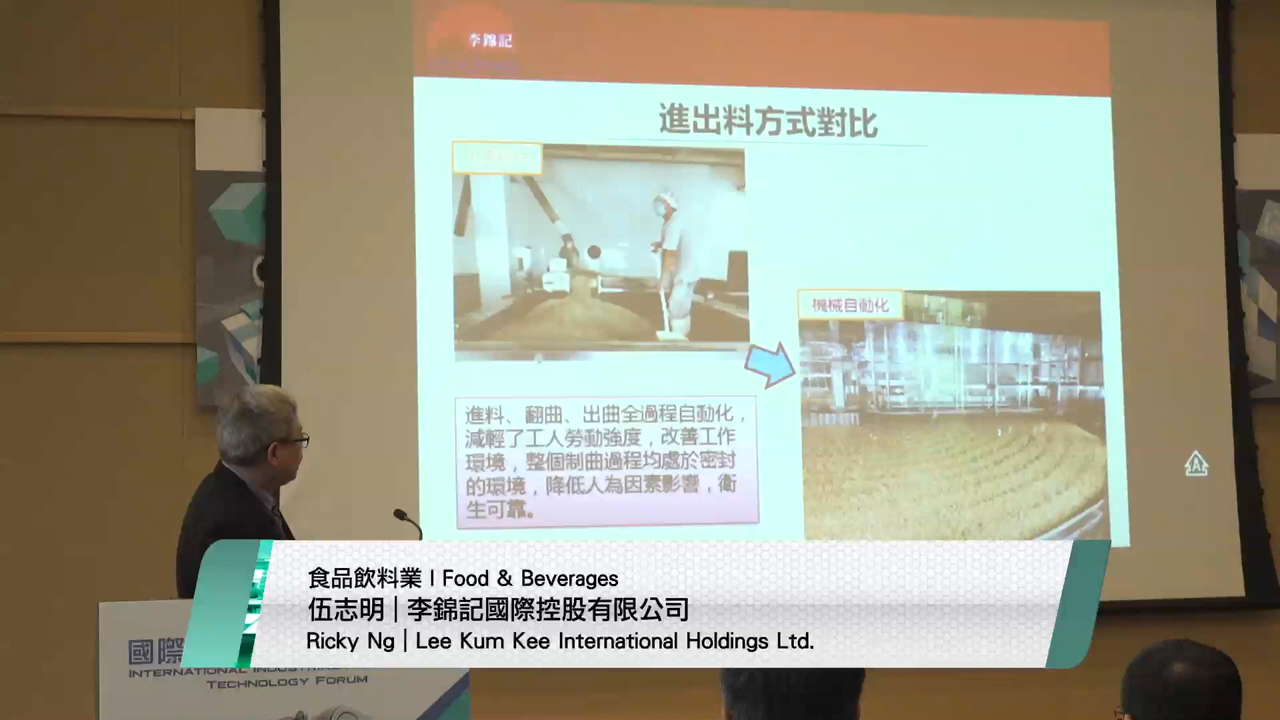 李錦記
進出料方式對比
機械自動化
進料、翻曲、出曲全過程自動化，
減輕了工人勞動強度，改善工作
環境，整個制曲過程均處於密封
的環境，降低人為因素影響，衛
生可靠。
食品飲料業 | Food & Beverages
伍志明 | 李錦記國際控股有限公司
Ricky Ng | Lee Kum Kee International Holdings Ltd.
國際
INTERNATIONAL
TECHNOLOGY FORUM